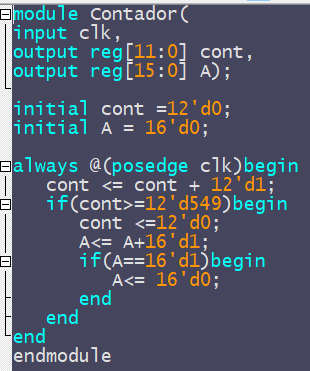 module Contador(
input clk,
output reg[11:0] cont,
output reg[15:0] A);

initial cont =12'd0;
initial A = 16'd0;

always @(posedge clk)begin
   cont <= cont + 12'd1;
   if(cont>=12'd549)begin
      cont <=12'd0;
      A<= A+16'd1;
      if(A==16'd1)begin
         A<= 16'd0;
      end
   end
end
endmodule